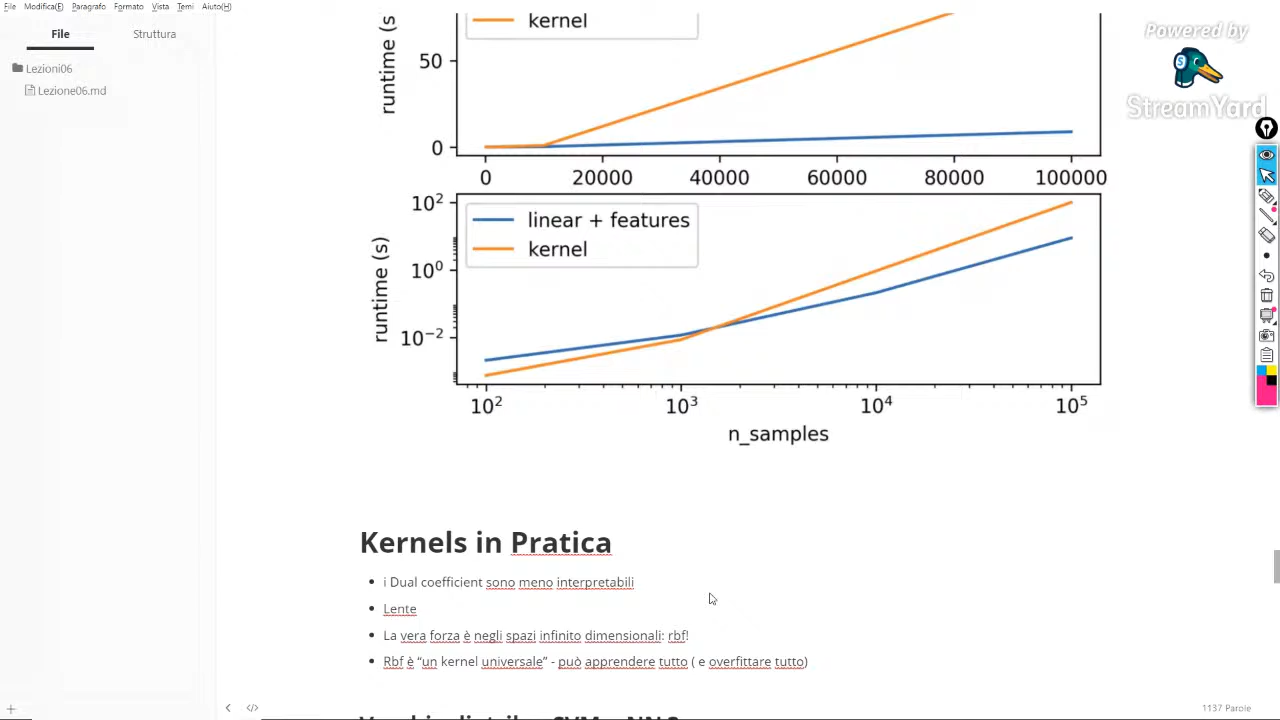 File Modifica(E) Paragrafo Formato Vista Temi Aiuto(H)
File Struttura
Lezioni06
Lezione06.md
kernel
runtime (s
50
0
0 20000 40000 60000 80000 100000
linear + features
kernel
runtime (s)
10²
10⁰
10⁻²
10² 10³ 10⁴ 10⁵
n_samples
Powered by
StreamYard
Kernels in Pratica
i Dual coefficient sono meno interpretabili
Lente
La vera forza è negli spazi infinito dimensionali: rbf!
Rbf è “un kernel universale” - può apprendere tutto ( e overfittare tutto)
1137 Parole